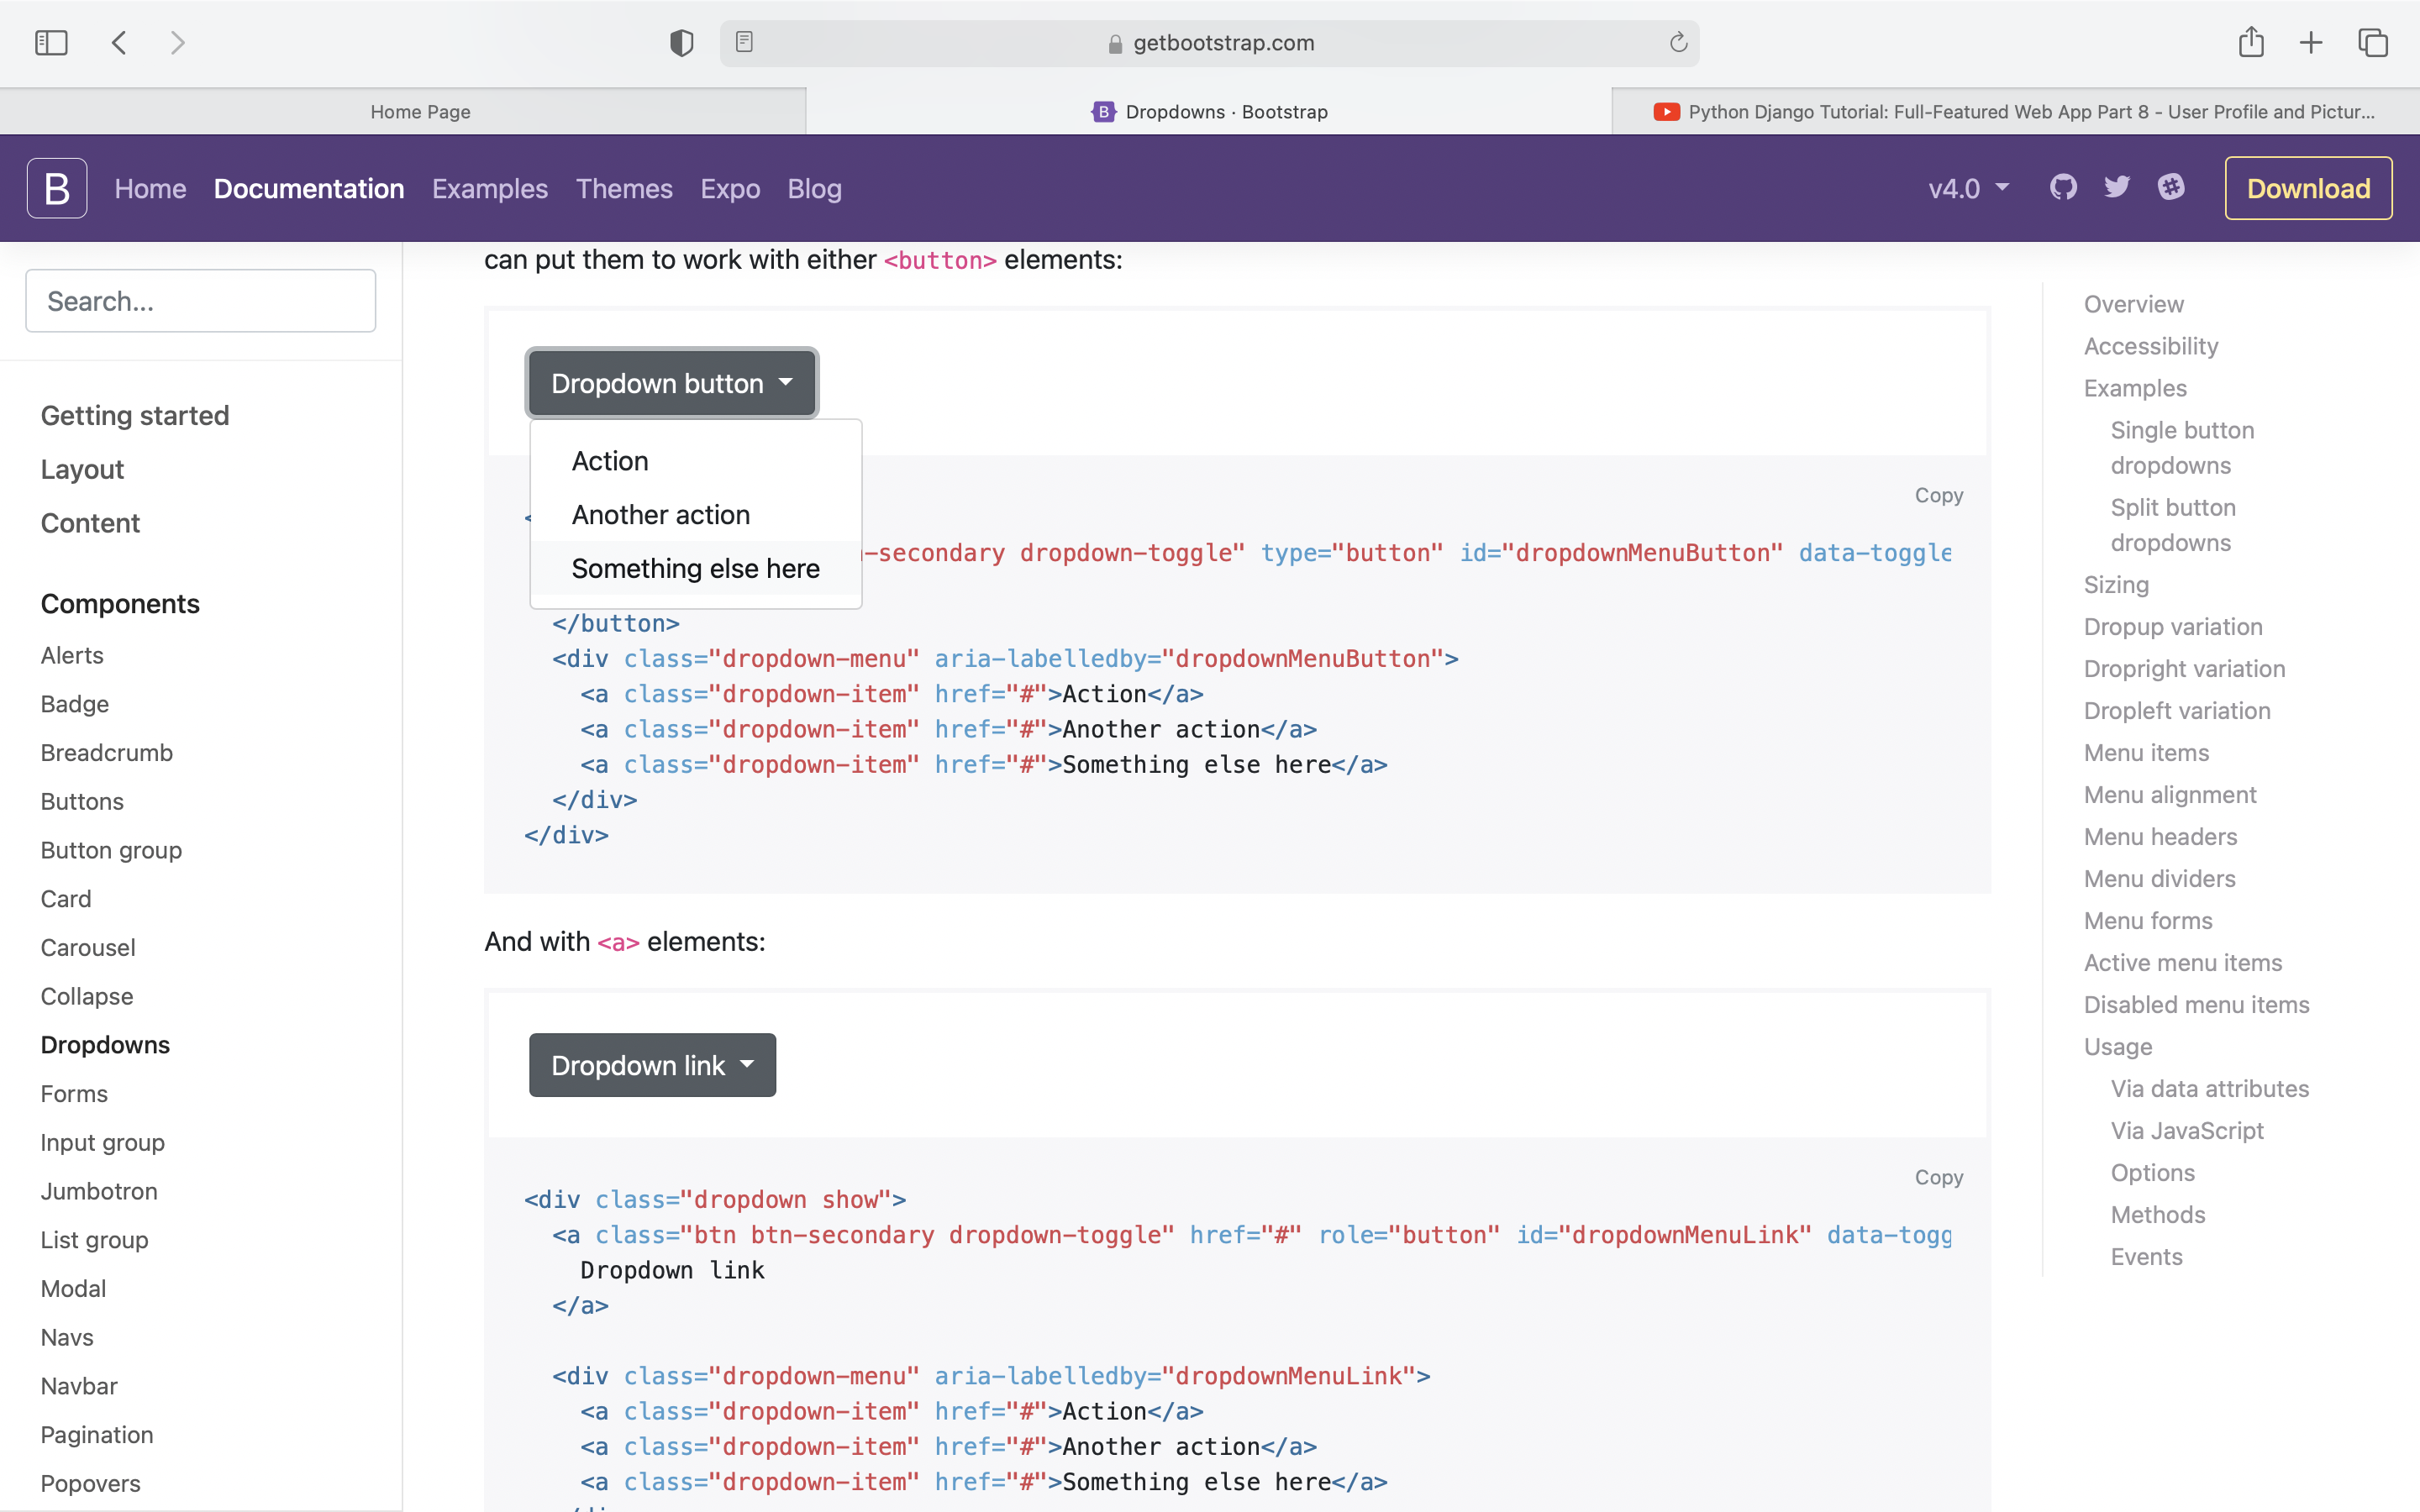 getbootstrap.com
Home Page
Dropdowns · Bootstrap
Python Django Tutorial: Full-Featured Web App Part 8 - User Profile and Pictur...
B
Home
Documentation
Examples
Themes
Expo
Blog
v4.0
Download
Search...
Getting started
Layout
Content
Components
Alerts
Badge
Breadcrumb
Buttons
Button group
Card
Carousel
Collapse
Dropdowns
Forms
Input group
Jumbotron
List group
Modal
Navs
Navbar
Pagination
Popovers
can put them to work with either <button> elements:
Dropdown button
Action
Another action
Something else here
Copy
<
-secondary dropdown-toggle" type="button" id="dropdownMenuButton" data-toggle
</button>
<div class="dropdown-menu" aria-labelledby="dropdownMenuButton">
<a class="dropdown-item" href="#">Action</a>
<a class="dropdown-item" href="#">Another action</a>
<a class="dropdown-item" href="#">Something else here</a>
</div>
</div>
And with <a> elements:
Dropdown link
Copy
<div class="dropdown show">
<a class="btn btn-secondary dropdown-toggle" href="#" role="button" id="dropdownMenuLink" data-togg
Dropdown link
</a>
<div class="dropdown-menu" aria-labelledby="dropdownMenuLink">
<a class="dropdown-item" href="#">Action</a>
<a class="dropdown-item" href="#">Another action</a>
<a class="dropdown-item" href="#">Something else here</a>
Overview
Accessibility
Examples
Single button
dropdowns
Split button
dropdowns
Sizing
Dropup variation
Dropright variation
Dropleft variation
Menu items
Menu alignment
Menu headers
Menu dividers
Menu forms
Active menu items
Disabled menu items
Usage
Via data attributes
Via JavaScript
Options
Methods
Events